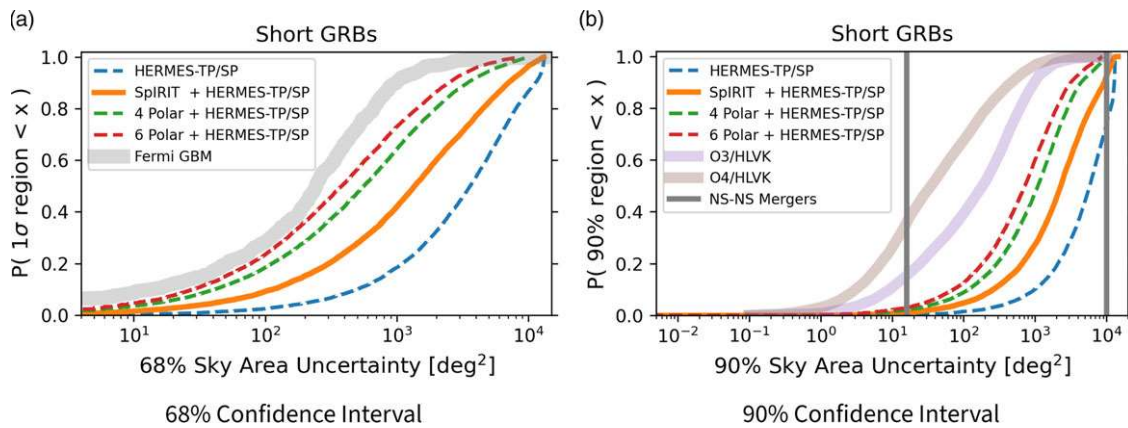 (a)
Short GRBs
P( 1σ region < x )
1.0
0.8
0.6
0.4
0.2
0.0
HERMES-TP/SP
SpIRIT + HERMES-TP/SP
4 Polar + HERMES-TP/SP
6 Polar + HERMES-TP/SP
Fermi GBM
10¹ 10² 10³ 10⁴
68% Sky Area Uncertainty [deg²]
68% Confidence Interval
(b)
Short GRBs
P( 90% region < x )
1.0
0.8
0.6
0.4
0.2
0.0
HERMES-TP/SP
SpIRIT + HERMES-TP/SP
4 Polar + HERMES-TP/SP
6 Polar + HERMES-TP/SP
O3/HLVK
O4/HLVK
NS-NS Mergers
10⁻² 10⁻¹ 10⁰ 10¹ 10² 10³ 10⁴
90% Sky Area Uncertainty [deg²]
90% Confidence Interval